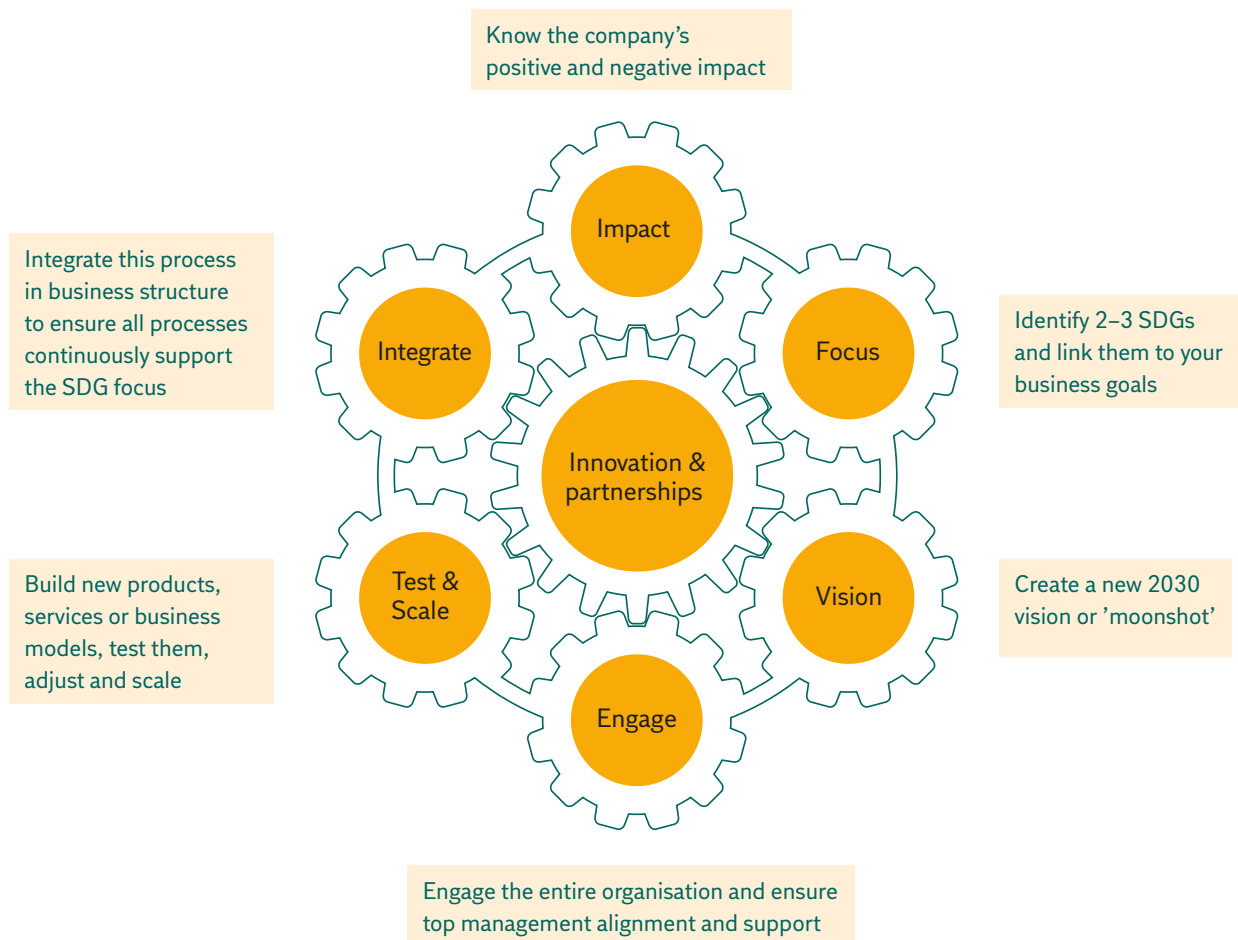 Know the company’s
positive and negative impact
Impact
Integrate this process
in business structure
to ensure all processes
continuously support
the SDG focus
Integrate
Focus
Identify 2–3 SDGs
and link them to your
business goals
Innovation &
partnerships
Build new products,
services or business
models, test them,
adjust and scale
Test &
Scale
Vision
Create a new 2030
vision or ’moonshot’
Engage
Engage the entire organisation and ensure
top management alignment and support